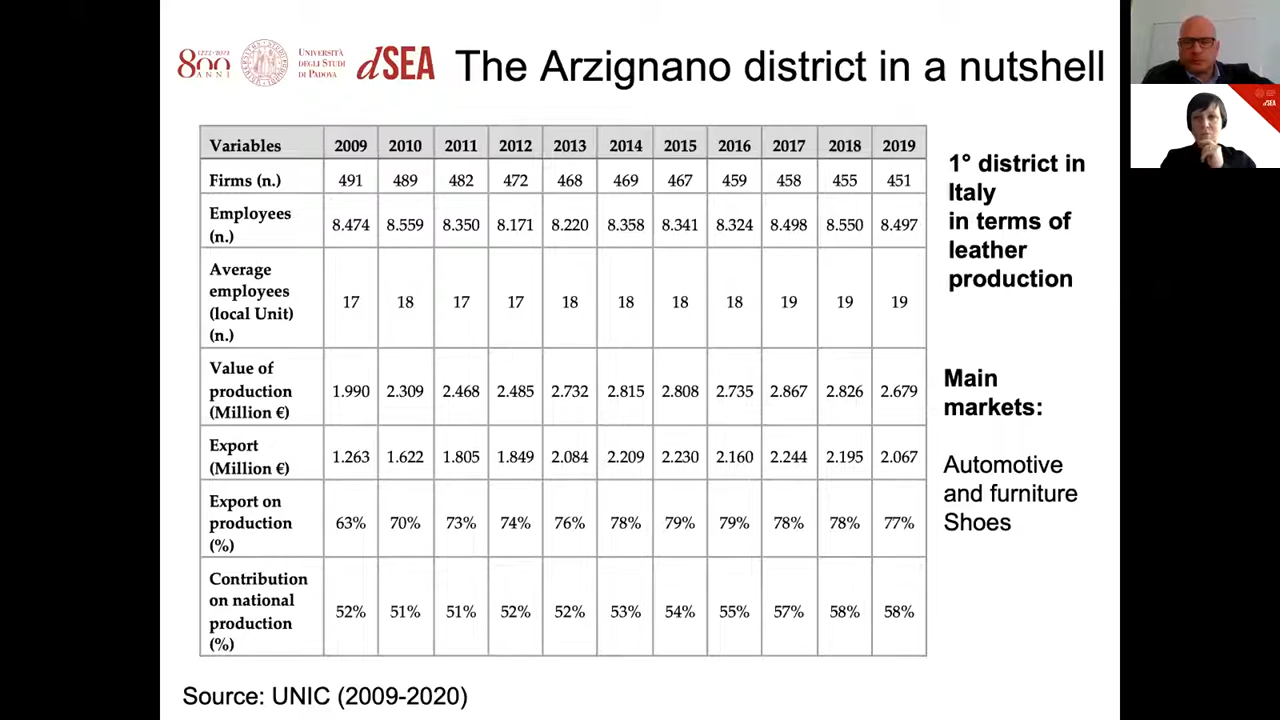 1222·2022
800
ANNI
UNIVERSITÀ
DEGLI STUDI
DI PADOVA
dSEA
The Arzignano district in a nutshell
Variables 2009 2010 2011 2012 2013 2014 2015 2016 2017 2018 2019
Firms (n.) 491 489 482 472 468 469 467 459 458 455 451
Employees
(n.) 8.474 8.559 8.350 8.171 8.220 8.358 8.341 8.324 8.498 8.550 8.497
Average
employees
(local Unit)
(n.) 17 18 17 17 18 18 18 18 19 19 19
Value of
production
(Million €) 1.990 2.309 2.468 2.485 2.732 2.815 2.808 2.735 2.867 2.826 2.679
Export
(Million €) 1.263 1.622 1.805 1.849 2.084 2.209 2.230 2.160 2.244 2.195 2.067
Export on
production
(%) 63% 70% 73% 74% 76% 78% 79% 79% 78% 78% 77%
Contribution
on national
production
(%) 52% 51% 51% 52% 52% 53% 54% 55% 57% 58% 58%
1° district in
Italy
in terms of
leather
production
Main
markets:
Automotive
and furniture
Shoes
Source: UNIC (2009-2020)
dSEA